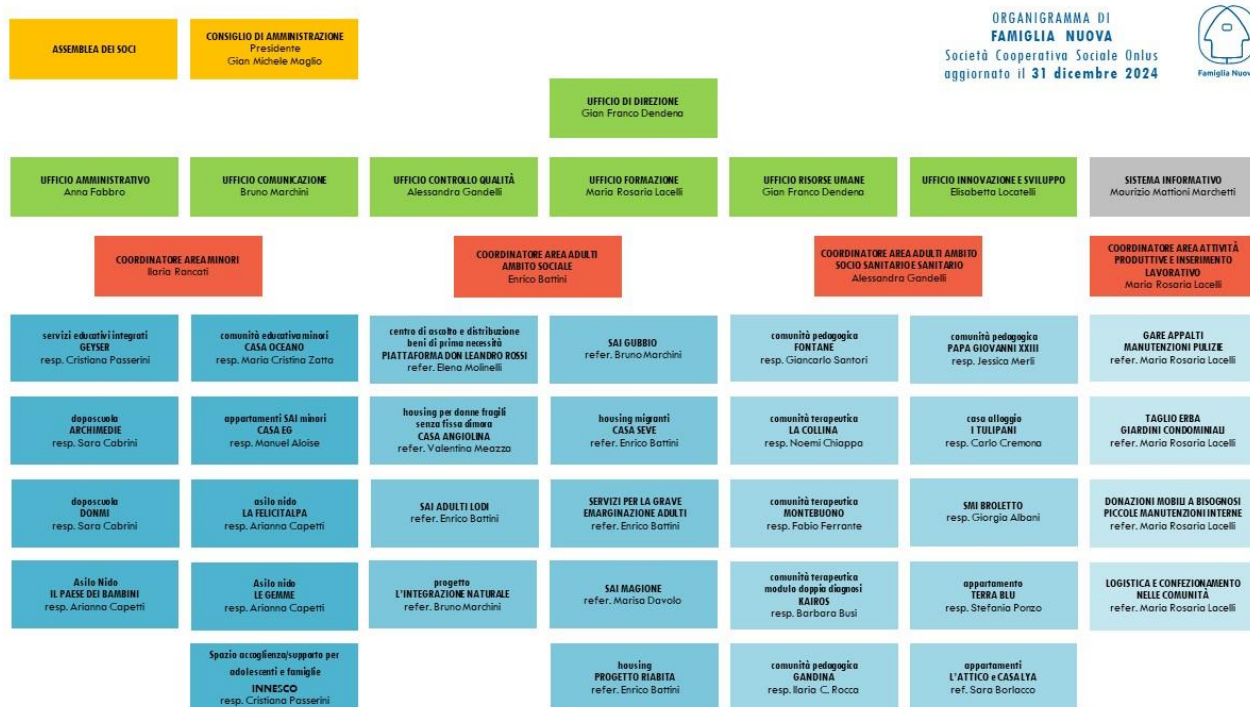 ORGANIGRAMMA DI
FAMIGLIA NUOVA
Società Cooperativa Sociale Onlus
aggiornato il 31 dicembre 2024
Famiglia Nuov
ASSEMBLEA DEI SOCI
CONSIGLIO DI AMMINISTRAZIONE
Presidente
Gian Michele Maglio
UFFICIO DI DIREZIONE
Gian Franco Dendena
UFFICIO AMMINISTRATIVO
Anna Fabbro
UFFICIO COMUNICAZIONE
Bruno Marchini
UFFICIO CONTROLLO QUALITÀ
Alessandra Gandelli
UFFICIO FORMAZIONE
Maria Rosaria Lacelli
UFFICIO RISORSE UMANE
Gian Franco Dendena
UFFICIO INNOVAZIONE E SVILUPPO
Elisabetta Locatelli
SISTEMA INFORMATIVO
Maurizio Mattioni Marchetti
COORDINATORE AREA MINORI
Ilaria Rancati
COORDINATORE AREA ADULTI
AMBITO SOCIALE
Enrico Battini
COORDINATORE AREA ADULTI AMBITO
SOCIO SANITARIO E SANITARIO
Alessandra Gandelli
COORDINATORE AREA ATTIVITÀ
PRODUTTIVE E INSERIMENTO
LAVORATIVO
Maria Rosaria Lacelli
servizi educativi integrati
GEYSER
resp. Cristiana Passerini
comunità educativa minori
CASA OCEANO
resp. Maria Cristina Zatta
centro di ascolto e distribuzione
beni di prima necessità
PIATTAFORMA DON LEANDRO ROSSI
refer. Elena Molinelli
SAI GUBBIO
refer. Bruno Marchini
comunità pedagogica
FONTANE
resp. Giancarlo Santori
comunità pedagogica
PAPA GIOVANNI XXIII
resp. Jessica Merli
GARE APPALTI
MANUTENZIONI PULIZIE
refer. Maria Rosaria Lacelli
doposcuola
ARCHIMEDIE
resp. Sara Cabrini
appartamenti SAI minori
CASA EG
resp. Manuel Aloise
housing per donne fragili
senza fissa dimora
CASA ANGIOLINA
refer. Valentina Meazza
housing migranti
CASA SEVE
refer. Enrico Battini
comunità terapeutica
LA COLLINA
resp. Noemi Chiappa
casa alloggio
I TULIPANI
resp. Carlo Cremona
TAGLIO ERBA
GIARDINI CONDOMINIALI
refer. Maria Rosaria Lacelli
doposcuola
DONMI
resp. Sara Cabrini
asilo nido
LA FELICITALPA
resp. Arianna Capetti
SAI ADULTI LODI
refer. Enrico Battini
SERVIZI PER LA GRAVE
EMARGINAZIONE ADULTI
refer. Enrico Battini
comunità terapeutica
MONTEBUONO
resp. Fabio Ferrante
SMI BROLETTO
resp. Giorgia Albani
DONAZIONI MOBILI A BISOGNOSI
PICCOLE MANUTENZIONI INTERNE
refer. Maria Rosaria Lacelli
Asilo Nido
IL PAESE DEI BAMBINI
resp. Arianna Capetti
Asilo nido
LE GEMME
resp. Arianna Capetti
progetto
L'INTEGRAZIONE NATURALE
refer. Bruno Marchini
SAI MAGIONE
refer. Marisa Davolo
comunità terapeutica
modulo doppia diagnosi
KAIROS
resp. Barbara Busi
appartamento
TERRA BLU
resp. Stefania Ponzo
LOGISTICA E CONFEZIONAMENTO
NELLE COMUNITÀ
refer. Maria Rosaria Lacelli
Spazio accoglienza/supporto per
adolescenti e famiglie
INNESCO
resp. Cristiana Passerini
housing
PROGETTO RIABITA
refer. Enrico Battini
comunità pedagogica
GANDINA
resp. Ilaria C. Rocca
appartamenti
L'ATTICO e CASA LYA
ref. Sara Borlacco